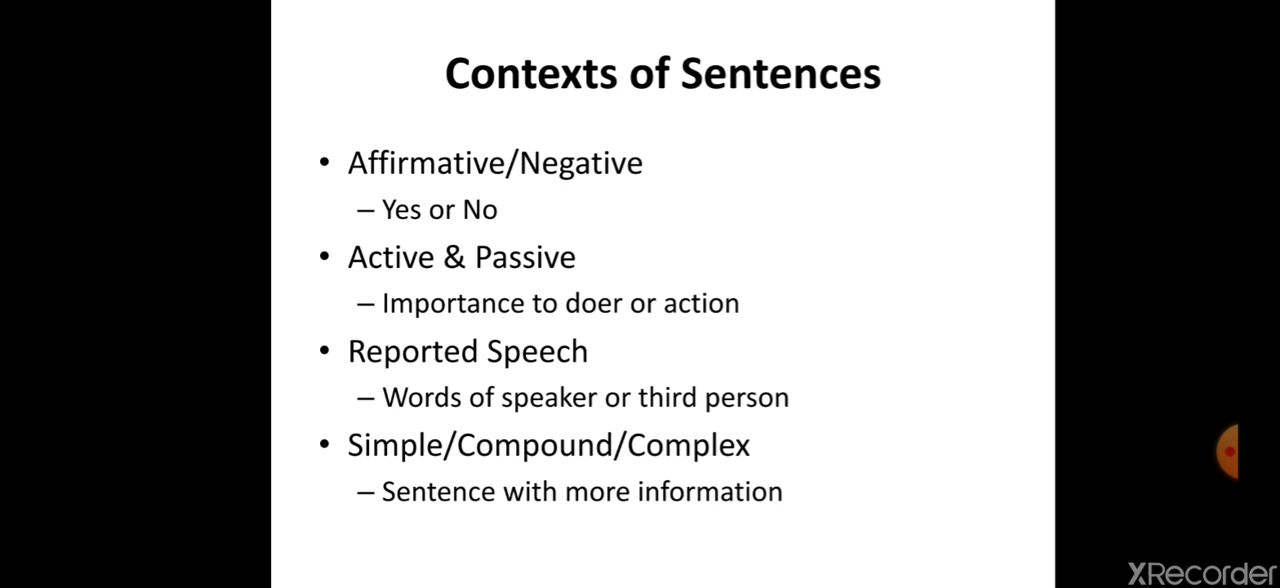 Contexts of Sentences
• Affirmative/Negative
– Yes or No
• Active & Passive
– Importance to doer or action
• Reported Speech
– Words of speaker or third person
• Simple/Compound/Complex
– Sentence with more information
XRecorder